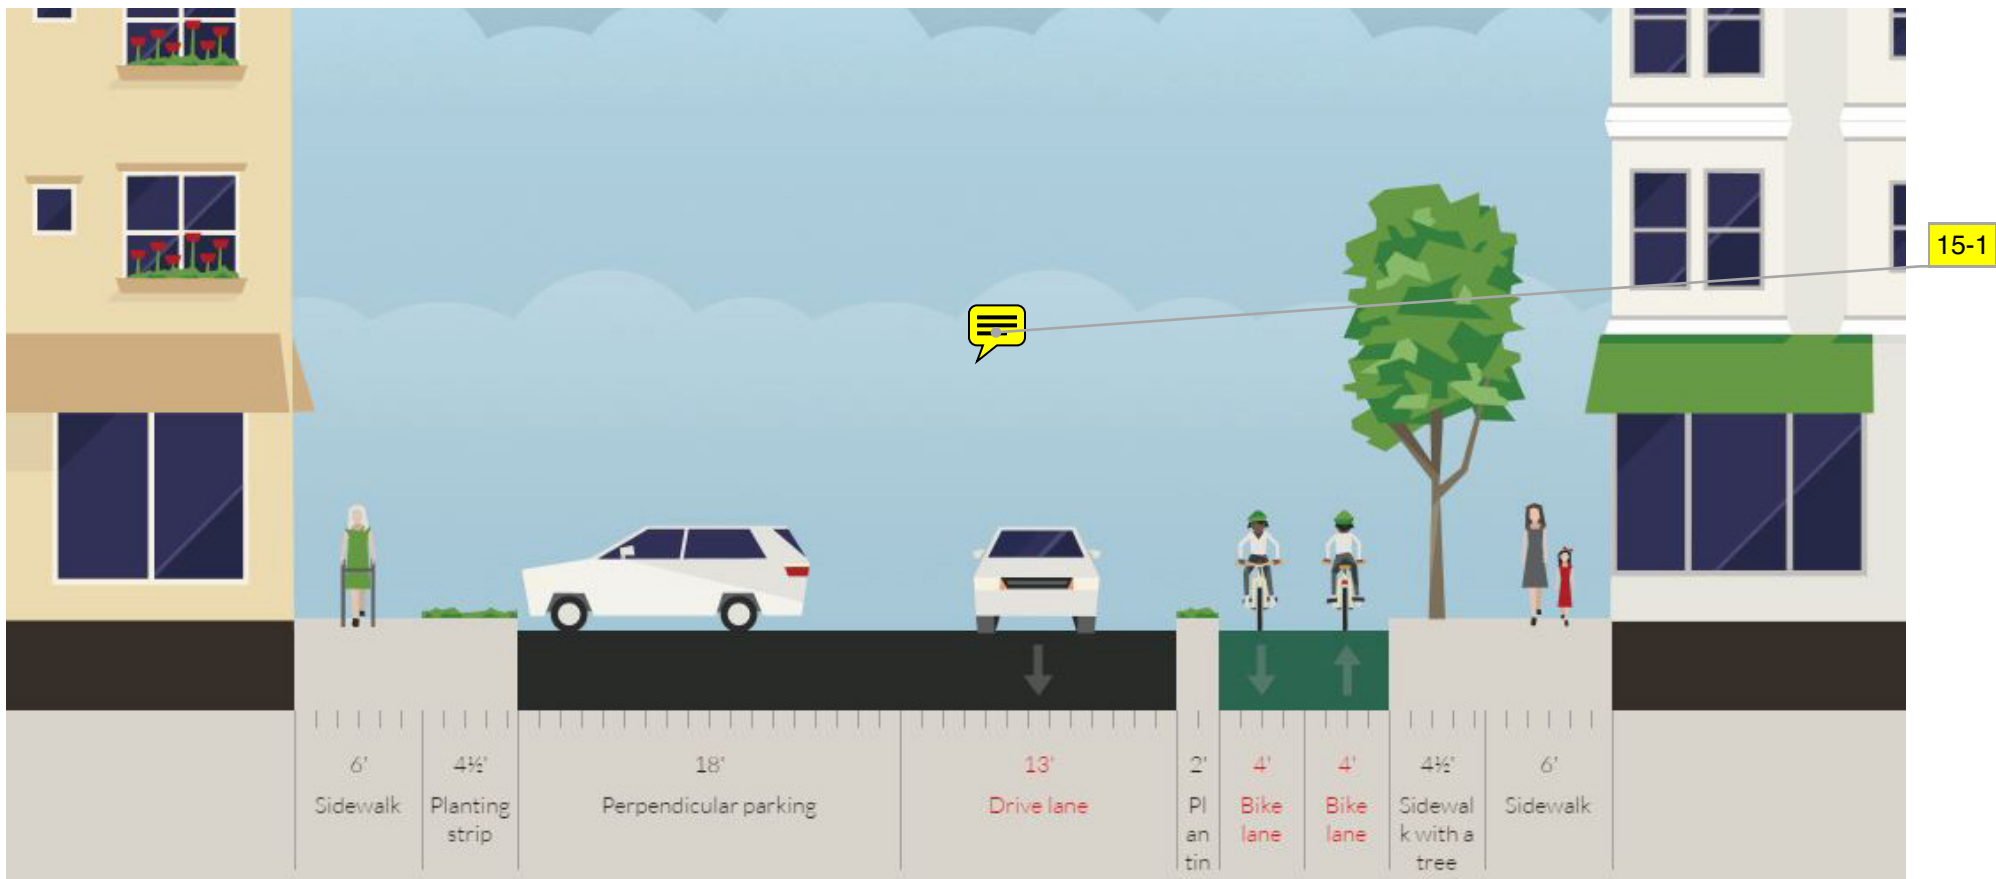 15-1
6'
4½'
18'
13'
2'
4'
4'
4½'
6'
Sidewalk
Planting
strip
Perpendicular parking
Drive lane
Pl
an
tin
Bike
lane
Bike
lane
Sidewal
k with a
tree
Sidewalk